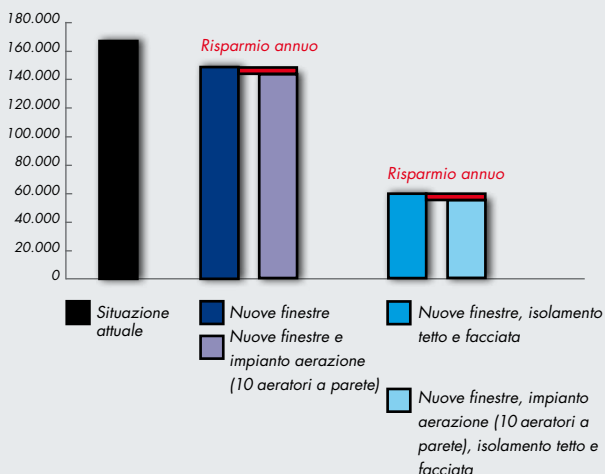 180.000
160.000
140.000
120.000
100.000
80.000
60.000
40.000
20.000
0
Risparmio annuo
Risparmio annuo
Situazione
attuale
Nuove finestre
Nuove finestre e
impianto aerazione
(10 aeratori a parete)
Nuove finestre, isolamento
tetto e facciata
Nuove finestre, impianto
aerazione (10 aeratori a
parete), isolamento tetto e
facciata